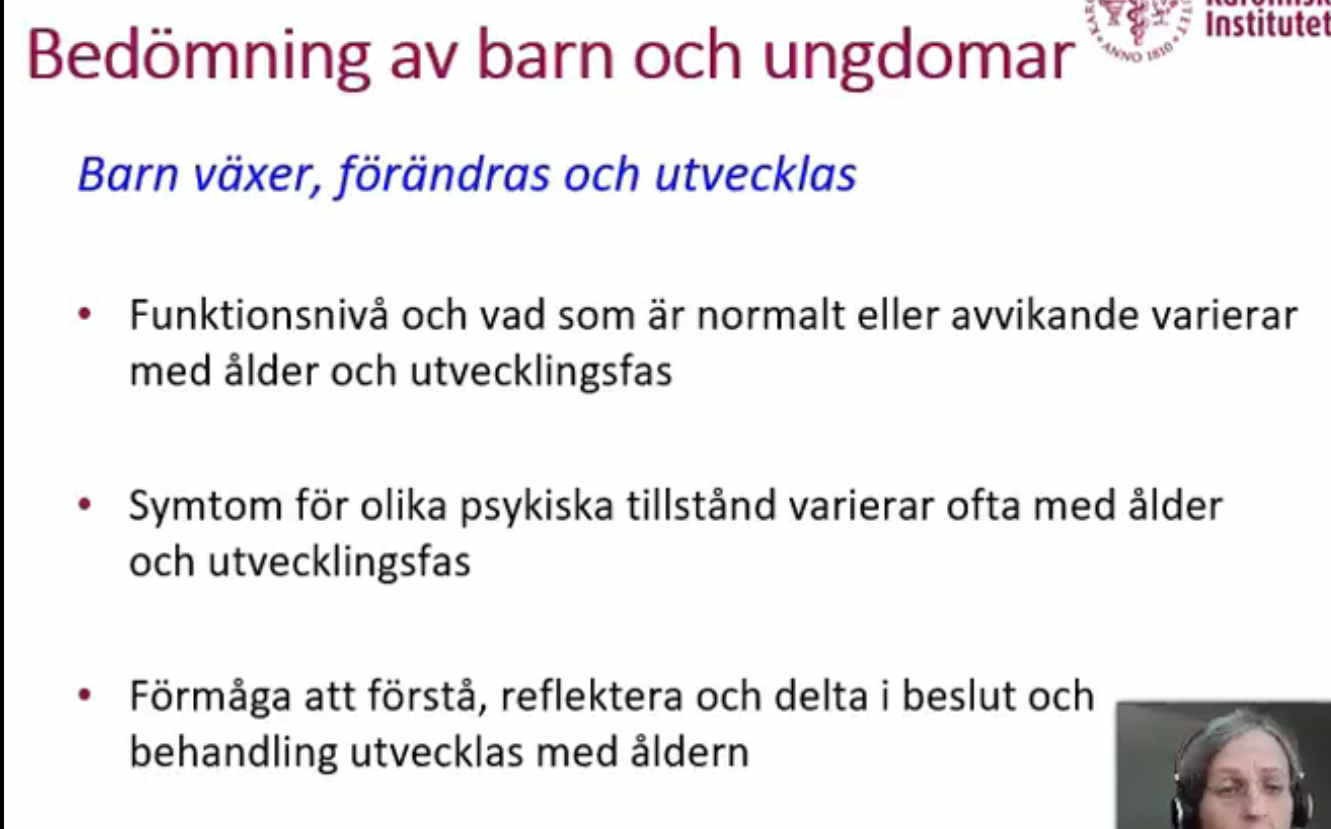 Institutet
ANNO 1810
Bedömning av barn och ungdomar
Barn växer, förändras och utvecklas
• Funktionsnivå och vad som är normalt eller avvikande varierar
med ålder och utvecklingsfas
• Symtom för olika psykiska tillstånd varierar ofta med ålder
och utvecklingsfas
• Förmåga att förstå, reflektera och delta i beslut och
behandling utvecklas med åldern